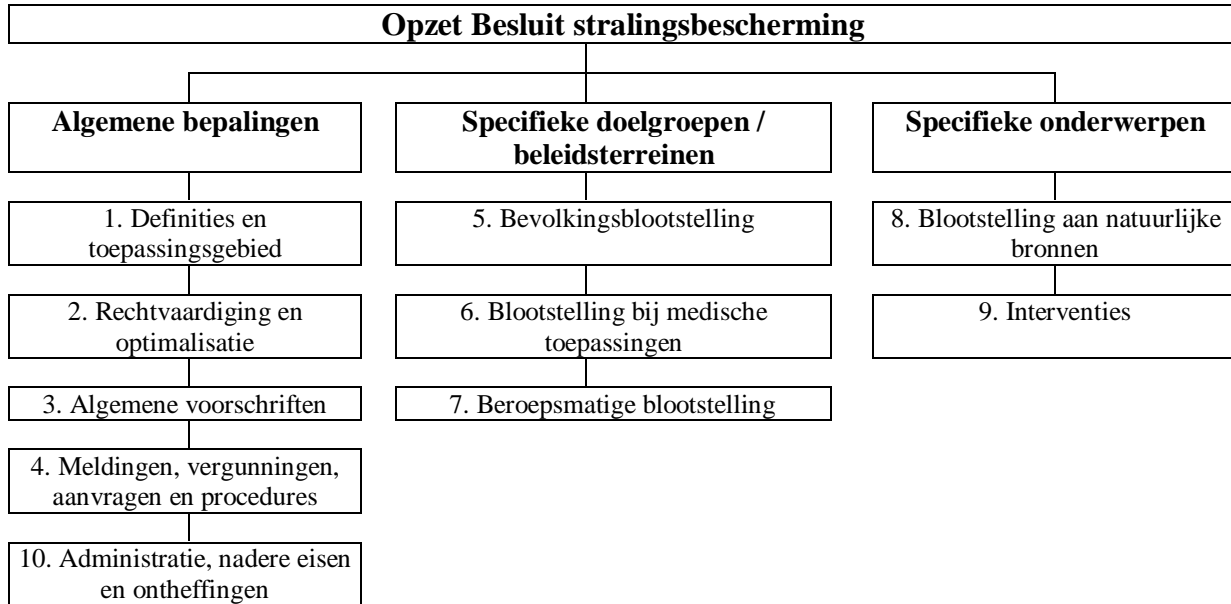 Opzet Besluit stralingsbescherming
Algemene bepalingen
Specifieke doelgroepen /
beleidsterreinen
Specifieke onderwerpen
1. Definities en
toepassingsgebied
5. Bevolkingsblootstelling
8. Blootstelling aan natuurlijke
bronnen
2. Rechtvaardiging en
optimalisatie
6. Blootstelling bij medische
toepassingen
9. Interventies
3. Algemene voorschriften
7. Beroepsmatige blootstelling
4. Meldingen, vergunningen,
aanvragen en procedures
10. Administratie, nadere eisen
en ontheffingen